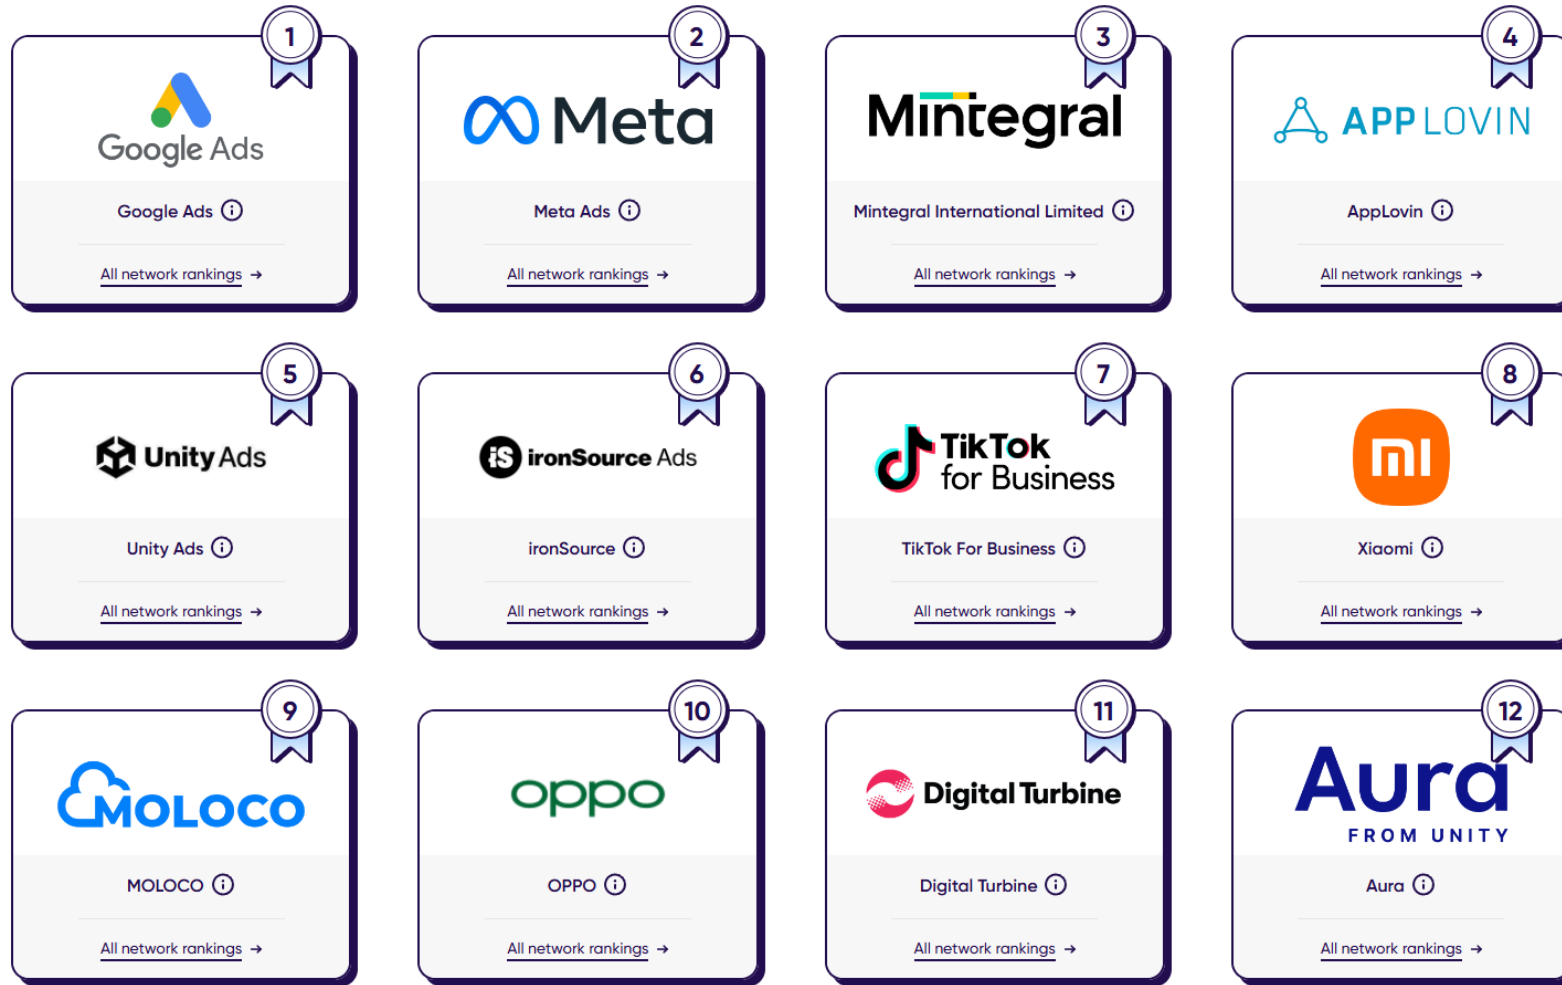 1
Google Ads
Google Ads
All network rankings →
2
Meta
Meta Ads
All network rankings →
3
Mintegral
Mintegral International Limited
All network rankings →
4
APPLOVIN
AppLovin
All network rankings →
5
Unity Ads
Unity Ads
All network rankings →
6
iS ironSource Ads
ironSource
All network rankings →
7
TikTok
for Business
TikTok For Business
All network rankings →
8
mi
Xiaomi
All network rankings →
9
MOLOCO
MOLOCO
All network rankings →
10
oppo
OPPO
All network rankings →
11
Digital Turbine
Digital Turbine
All network rankings →
12
Aura
FROM UNITY
Aura
All network rankings →